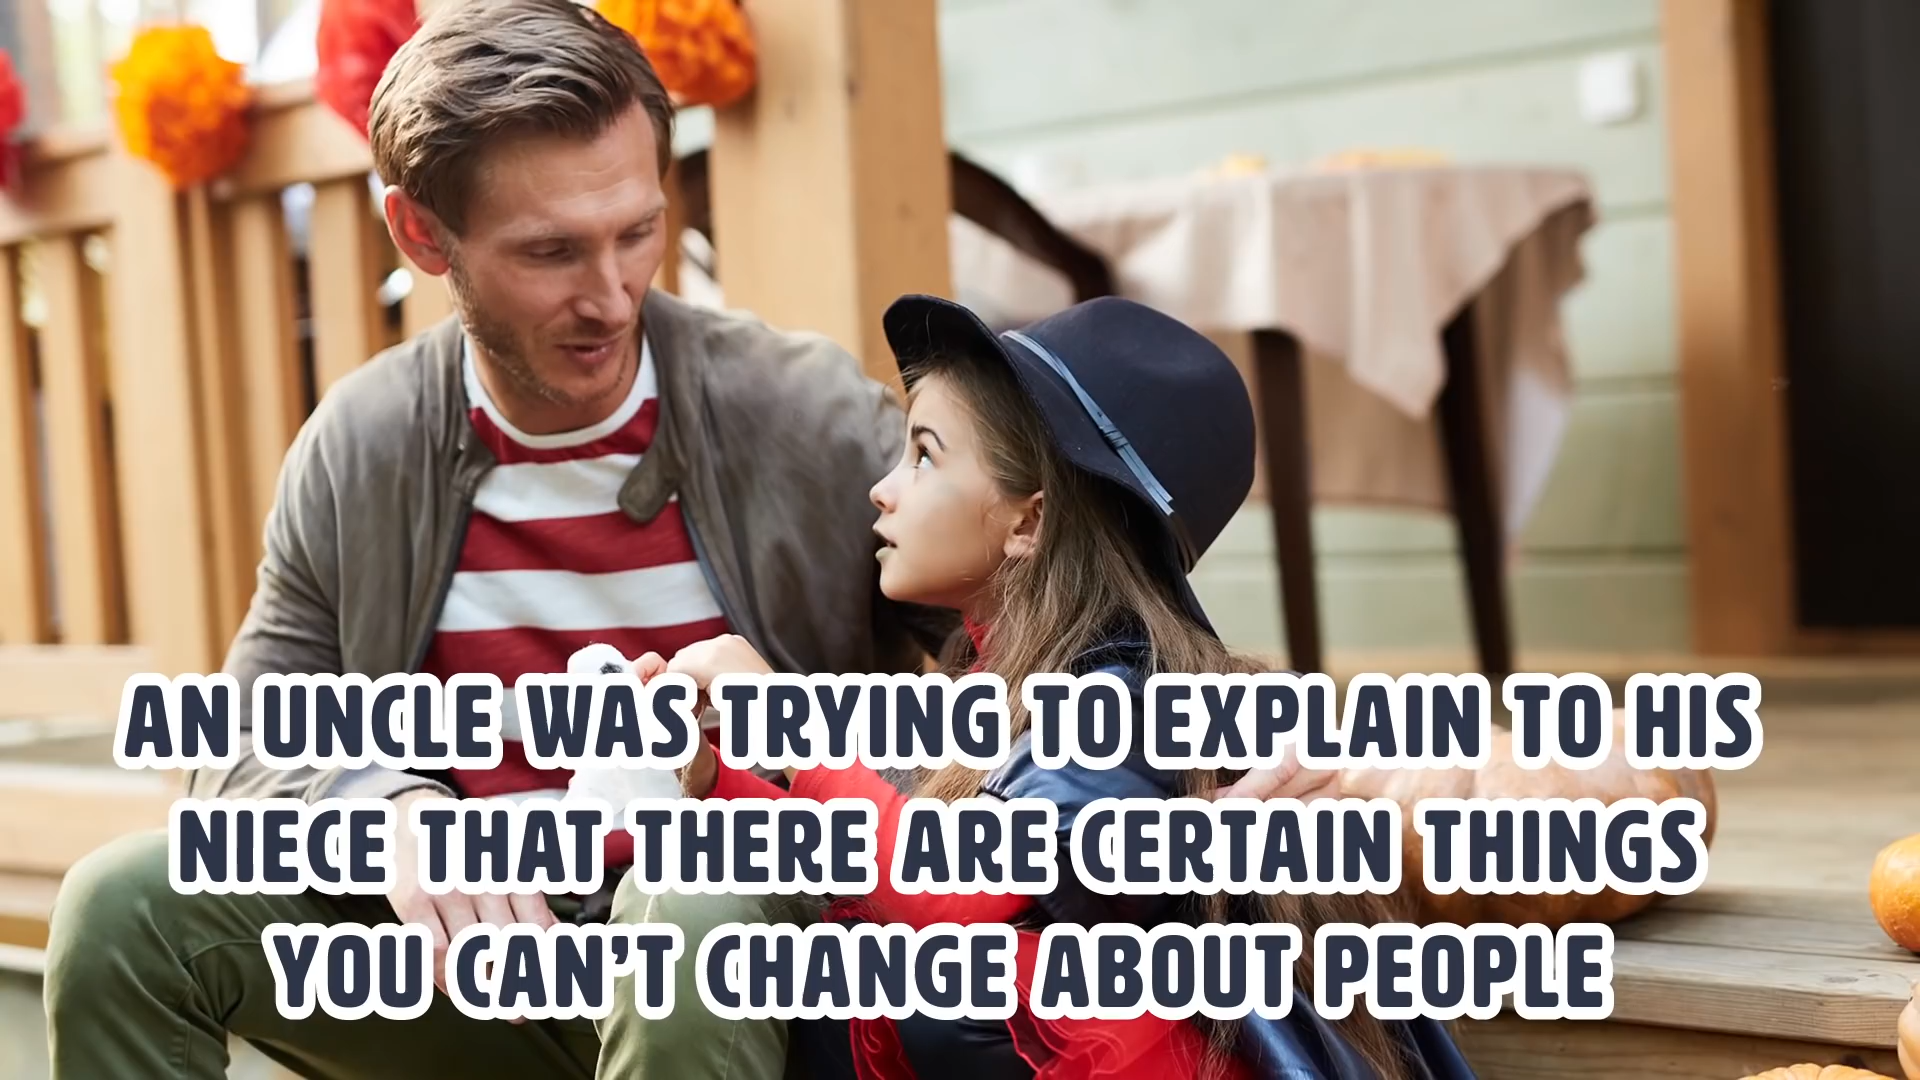 AN UNCLE WAS TRYING TO EXPLAIN TO HIS
NIECE THAT THERE ARE CERTAIN THINGS
YOU CAN'T CHANGE ABOUT PEOPLE